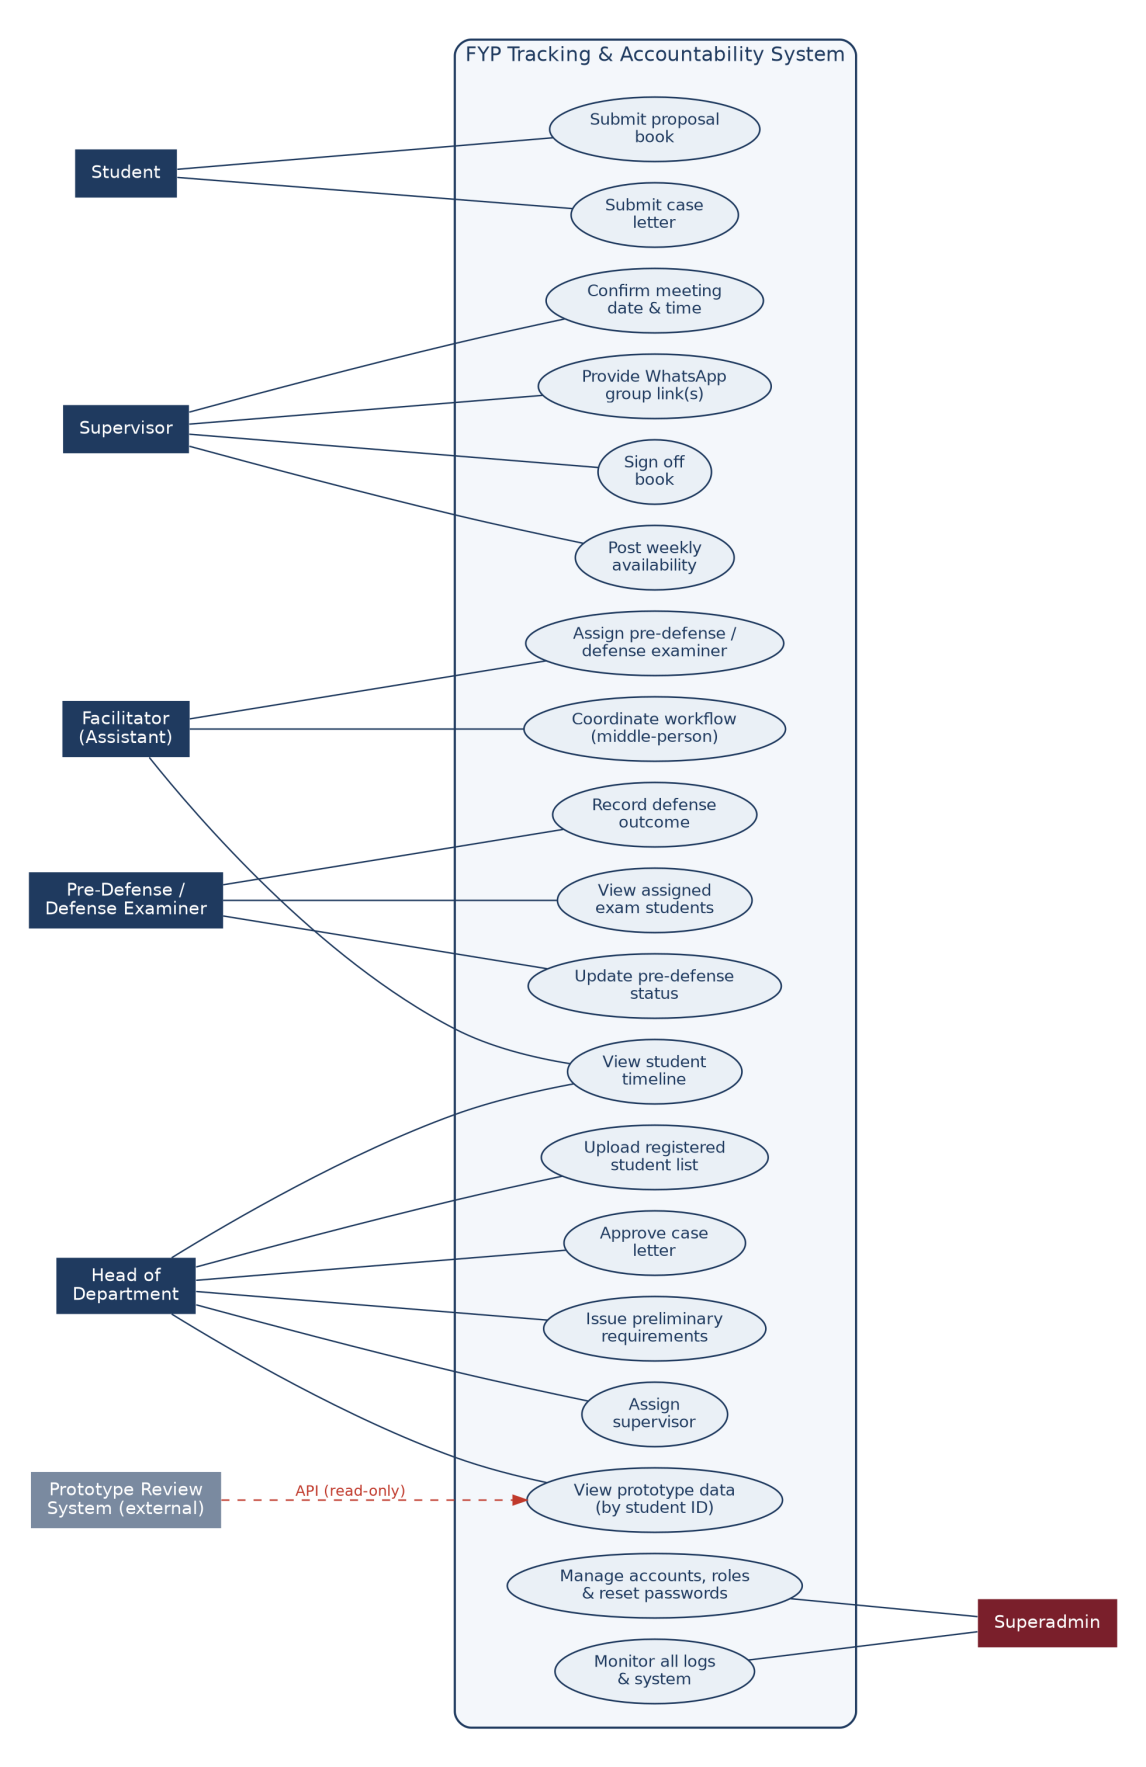 FYP Tracking & Accountability System
Submit proposal
book
Student
Submit case
letter
Confirm meeting
date & time
Provide WhatsApp
group link(s)
Supervisor
Sign off
book
Post weekly
availability
Assign pre-defense /
defense examiner
Facilitator
(Assistant)
Coordinate workflow
(middle-person)
Record defense
outcome
Pre-Defense /
Defense Examiner
View assigned
exam students
Update pre-defense
status
View student
timeline
Upload registered
student list
Approve case
letter
Head of
Department
Issue preliminary
requirements
Assign
supervisor
Prototype Review
System (external)
API (read-only)
View prototype data
(by student ID)
Manage accounts, roles
& reset passwords
Superadmin
Monitor all logs
& system